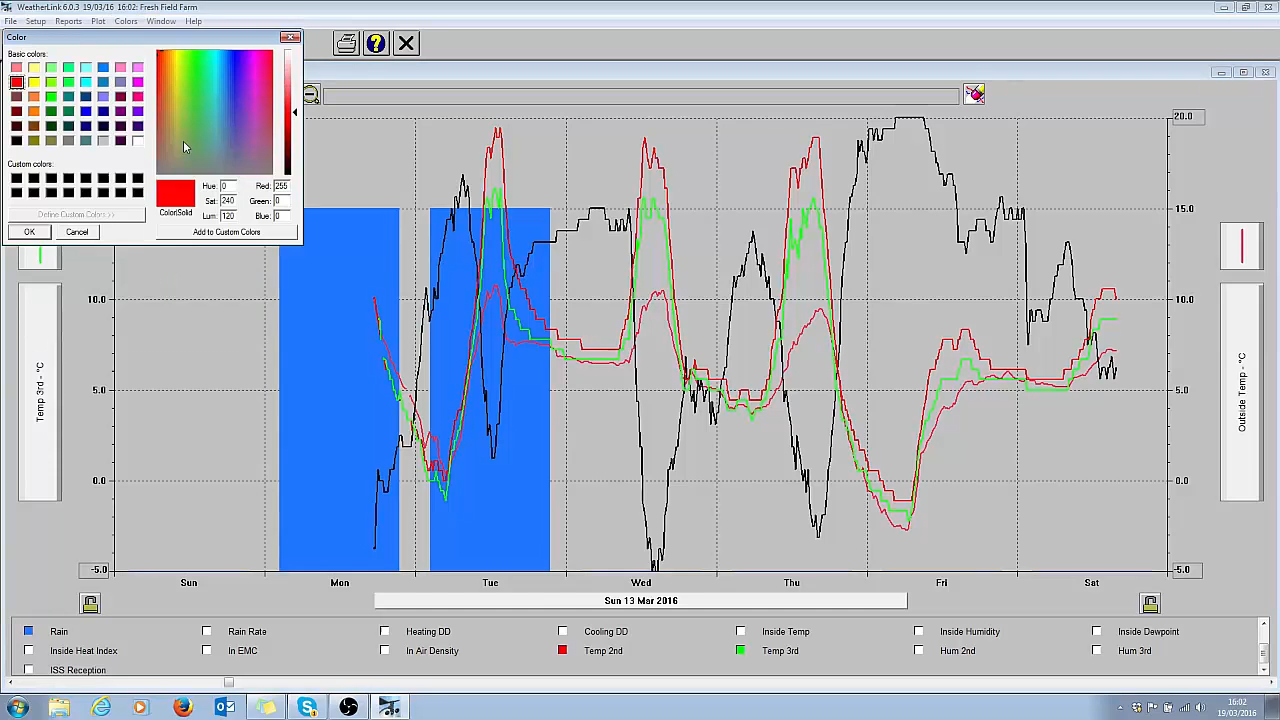 WeatherLink 6.0.3 19/03/16 16:02: Fresh Field Farm
File Setup Reports Plot Colors Window Help
Color
Basic colors:
Custom colors:
Define Custom Colors >>
OK Cancel
Hue: 0 Red: 255
Sat: 240 Green: 0
Lum: 120 Blue: 0
Color|Solid
Add to Custom Colors
20.0
15.0
10.0 10.0
5.0 5.0
0.0 0.0
-5.0 -5.0
Temp 3rd - °C
Outside Temp - °C
Sun Mon Tue Wed Thu Fri Sat
Sun 13 Mar 2016
Rain Rain Rate Heating DD Cooling DD Inside Temp Inside Humidity Inside Dewpoint
Inside Heat Index In EMC In Air Density Temp 2nd Temp 3rd Hum 2nd Hum 3rd
ISS Reception
16:02
19/03/2016